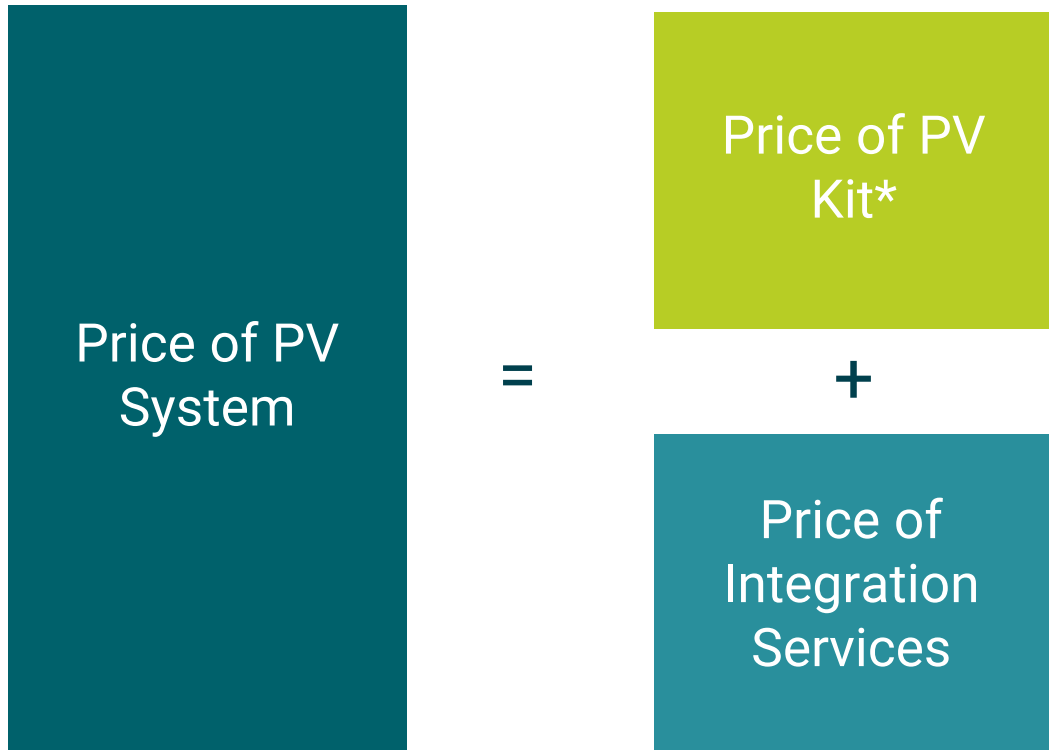 Price of PV
System
=
Price of PV
Kit*
+
Price of
Integration
Services